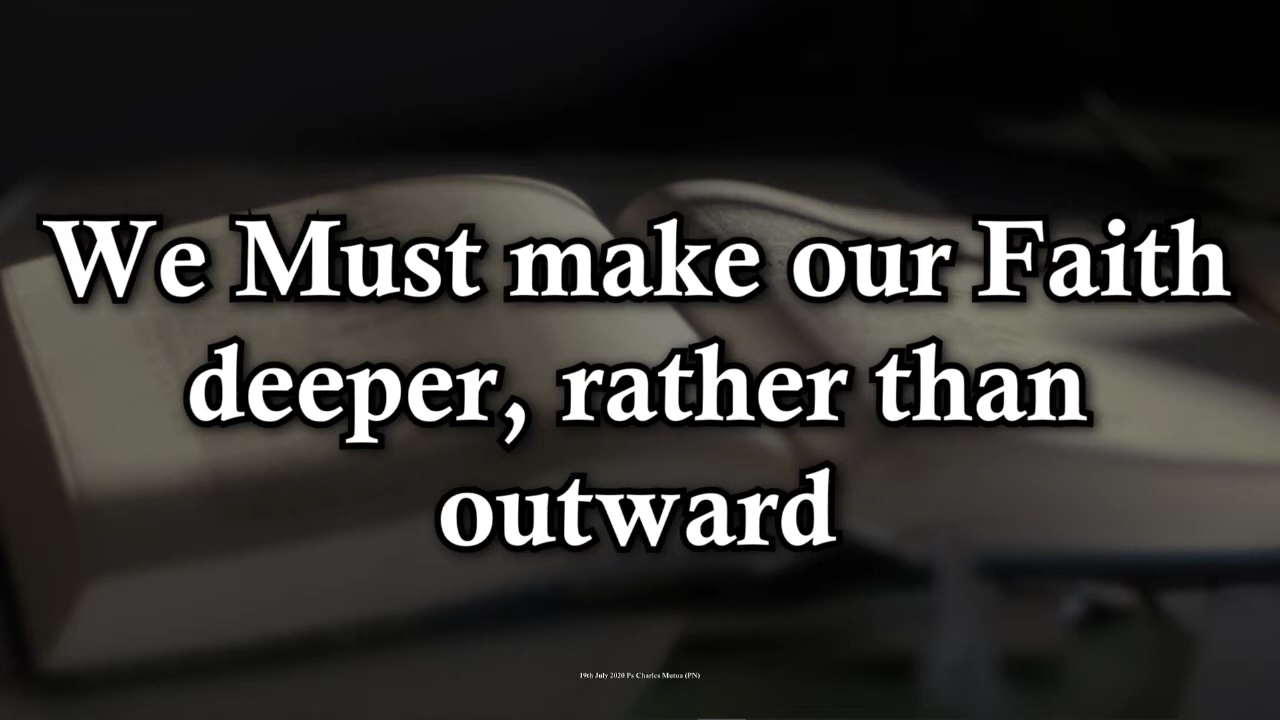 We Must make our Faith
deeper, rather than
outward
19th July 2020 Ps Charles Mutua (PN)